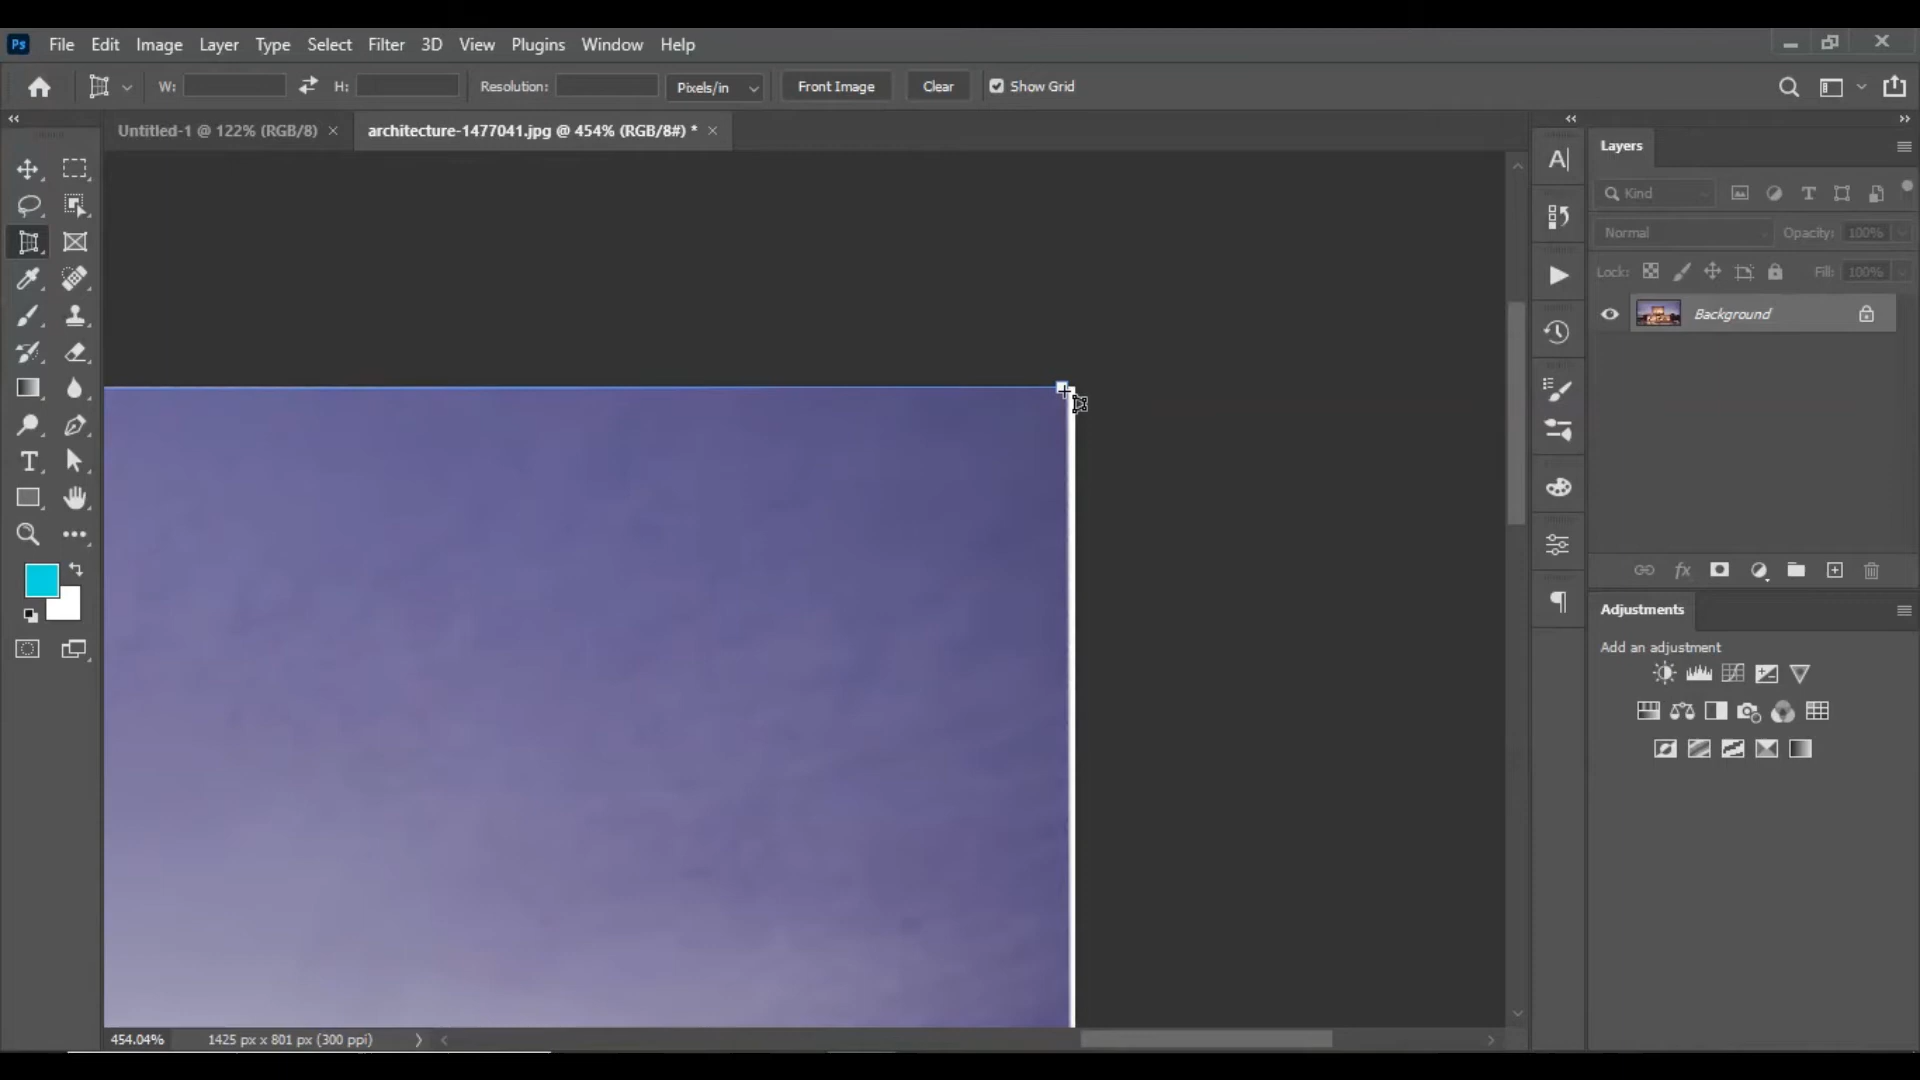 Ps File Edit Image Layer Type Select Filter 3D View Plugins Window Help
W: H: Resolution: Pixels/in Front Image Clear Show Grid
Untitled-1 @ 122% (RGB/8) × architecture-1477041.jpg @ 454% (RGB/8#) * ×
Layers
Kind
Normal Opacity: 100%
Lock: Fill: 100%
Background
Adjustments
Add an adjustment
454.04% 1425 px x 801 px (300 ppi)